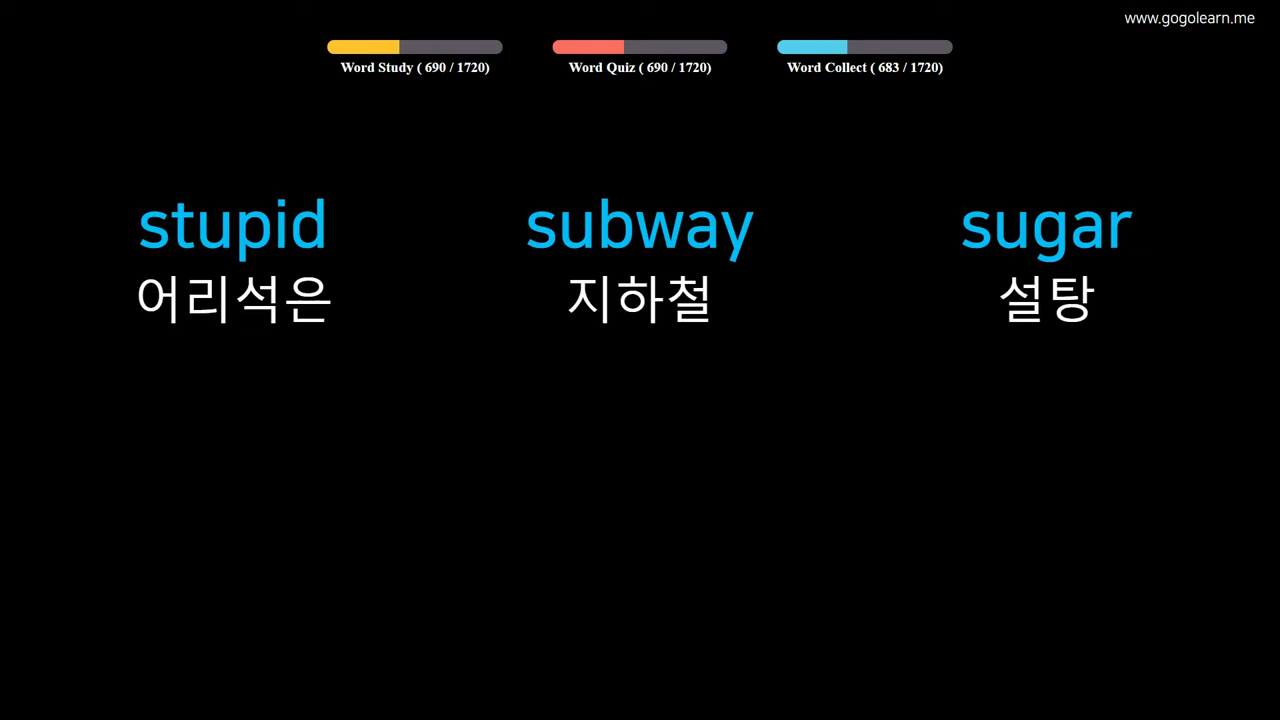 www.gogolearn.me
Word Study ( 690 / 1720)
Word Quiz ( 690 / 1720)
Word Collect ( 683 / 1720)
stupid
어리석은
subway
지하철
sugar
설탕